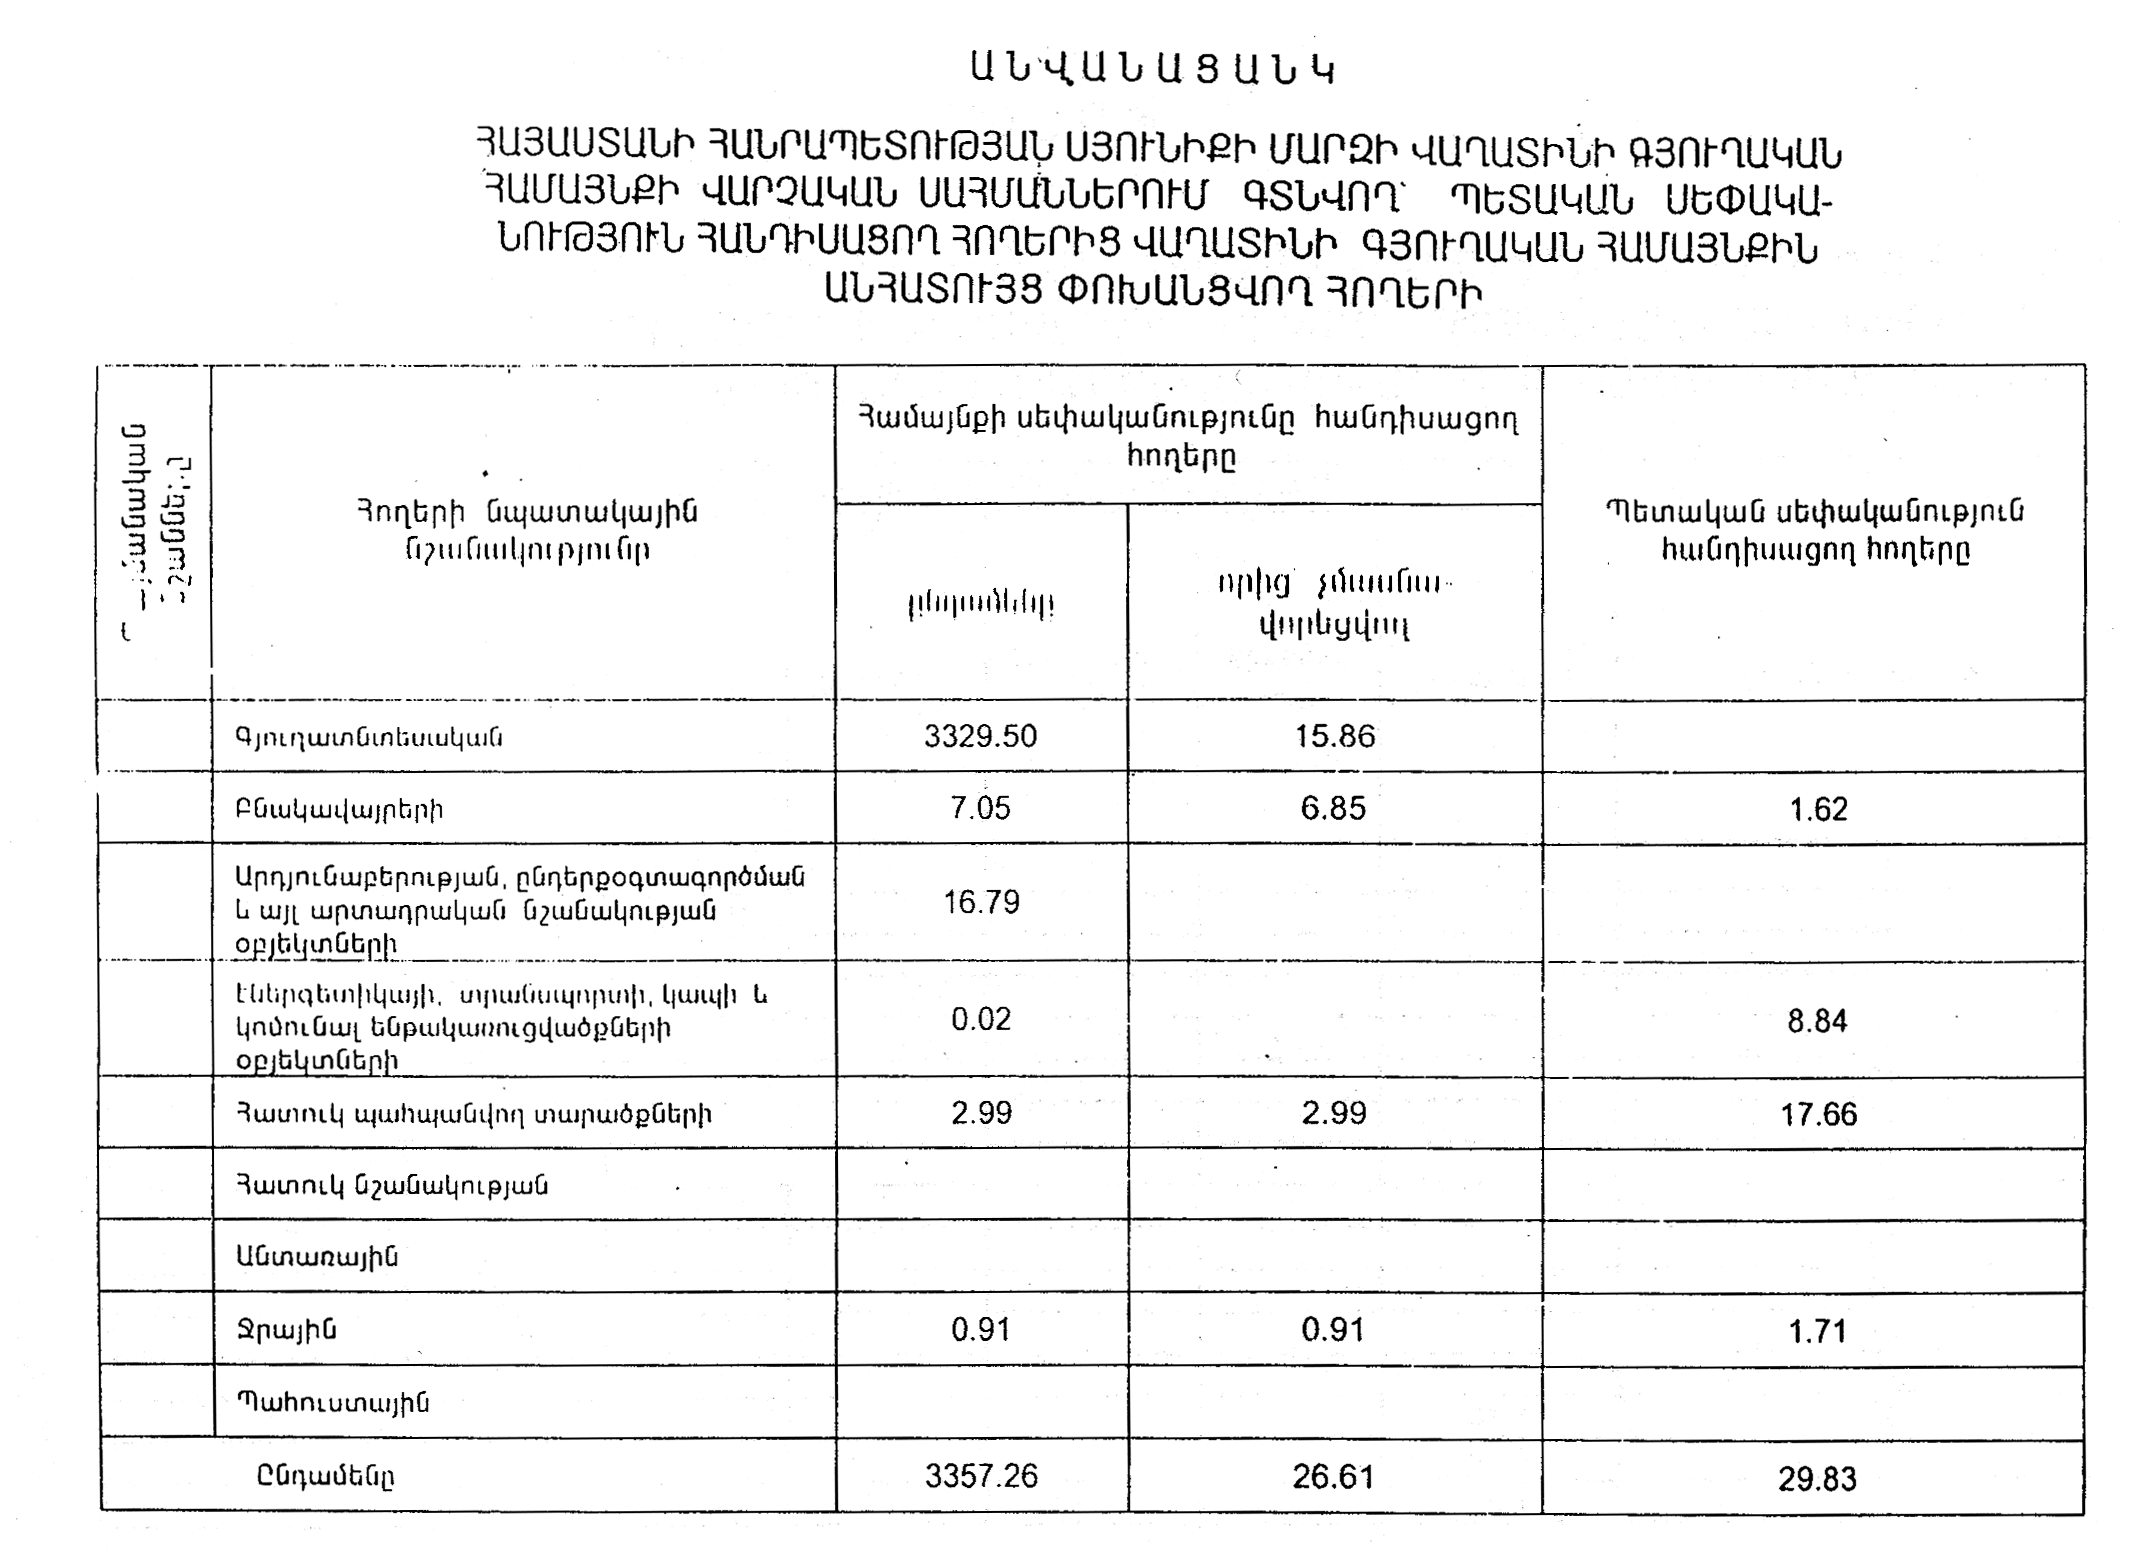 ԱՆՎԱՆԱՑԱՆԿ
ՀԱՅԱՍՏԱՆԻ ՀԱՆՐԱՊԵՏՈՒԹՅԱՆ ՍՅՈՒՆԻՔԻ ՄԱՐԶԻ ՎԱՂԱՏԻՆԻ ԳՅՈՒՂԱԿԱՆ
ՀԱՄԱՅՆՔԻ ՎԱՐՉԱԿԱՆ ՍԱՀՄԱՆՆԵՐՈՒՄ ԳՏՆՎՈՂ՝ ՊԵՏԱԿԱՆ ՍԵՓԱԿԱ-
ՆՈՒԹՅՈՒՆ ՀԱՆԴԻՍԱՑՈՂ ՀՈՂԵՐԻՑ ՎԱՂԱՏԻՆԻ ԳՅՈՒՂԱԿԱՆ ՀԱՄԱՅՆՔԻՆ
ԱՆՀԱՏՈՒՅՑ ՓՈԽԱՆՑՎՈՂ ՀՈՂԵՐԻ
Հողերի նպատակային
նշանակությունը
Համայնքի սեփականությունը հանդիսացող
հողերը
ընդամենը
որից չմասնա-
վորեցվող
Պետական սեփականություն
հանդիսացող հողերը
Գյուղատնտեսական 3329.50 15.86
Բնակավայրերի 7.05 6.85 1.62
Արդյունաբերության, ընդերքօգտագործման
և այլ արտադրական նշանակության
օբյեկտների
16.79
Էներգետիկայի, տրանսպորտի, կապի և
կոմունալ ենթակառուցվածքների
օբյեկտների
0.02 8.84
Հատուկ պահպանվող տարածքների 2.99 2.99 17.66
Հատուկ նշանակության
Անտառային
Ջրային 0.91 0.91 1.71
Պահուստային
Ընդամենը 3357.26 26.61 29.83